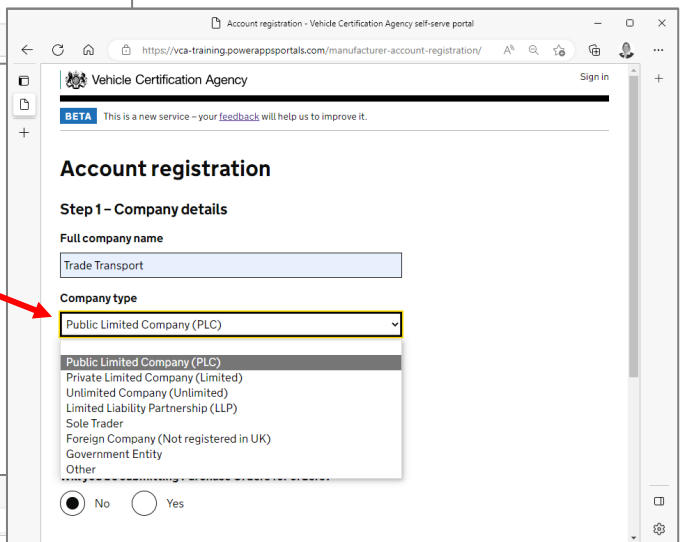 Account registration - Vehicle Certification Agency self-serve portal
https://vca-training.powerappsportals.com/manufacturer-account-registration/
Vehicle Certification Agency
Sign in
BETA This is a new service – your feedback will help us to improve it.
Account registration
Step 1 – Company details
Full company name
Trade Transport
Company type
Public Limited Company (PLC)
Public Limited Company (PLC)
Private Limited Company (Limited)
Unlimited Company (Unlimited)
Limited Liability Partnership (LLP)
Sole Trader
Foreign Company (Not registered in UK)
Government Entity
Other
No Yes